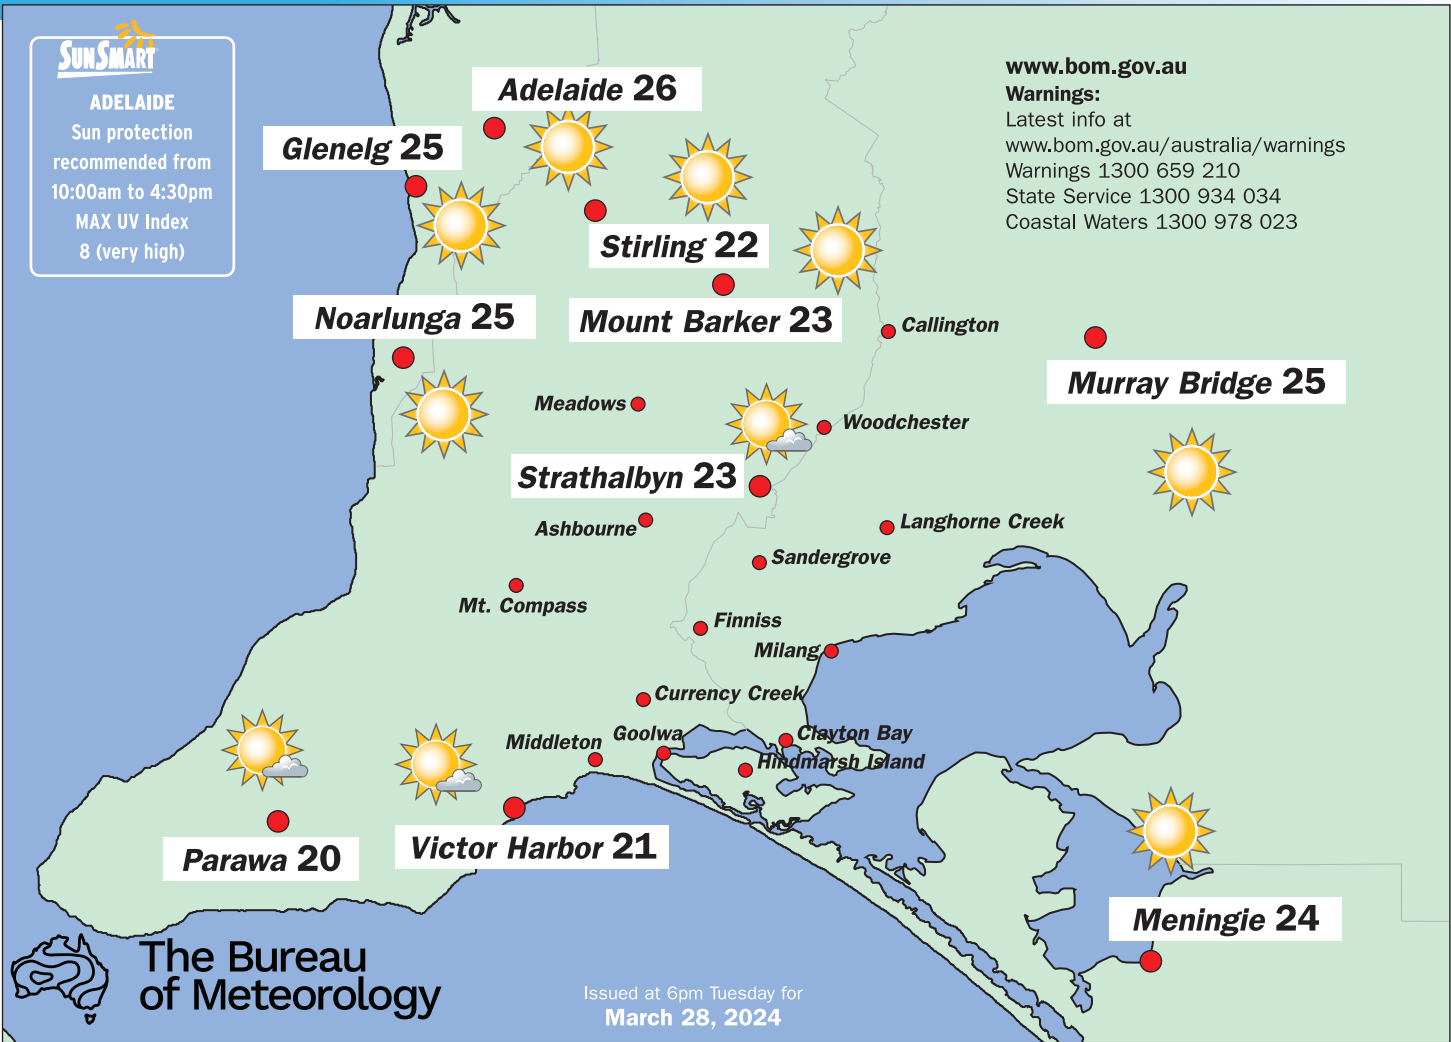 SUNSMART
ADELAIDE
Sun protection
recommended from
10:00am to 4:30pm
MAX UV Index
8 (very high)
www.bom.gov.au
Warnings:
Latest info at
www.bom.gov.au/australia/warnings
Warnings 1300 659 210
State Service 1300 934 034
Coastal Waters 1300 978 023
Adelaide 26
Glenelg 25
Stirling 22
Noarlunga 25
Mount Barker 23
Callington
Murray Bridge 25
Meadows
Woodchester
Strathalbyn 23
Ashbourne
Langhorne Creek
Sandergrove
Mt. Compass
Finniss
Milang
Currency Creek
Middleton
Goolwa
Clayton Bay
Hindmarsh Island
Parawa 20
Victor Harbor 21
Meningie 24
The Bureau
of Meteorology
Issued at 6pm Tuesday for
March 28, 2024